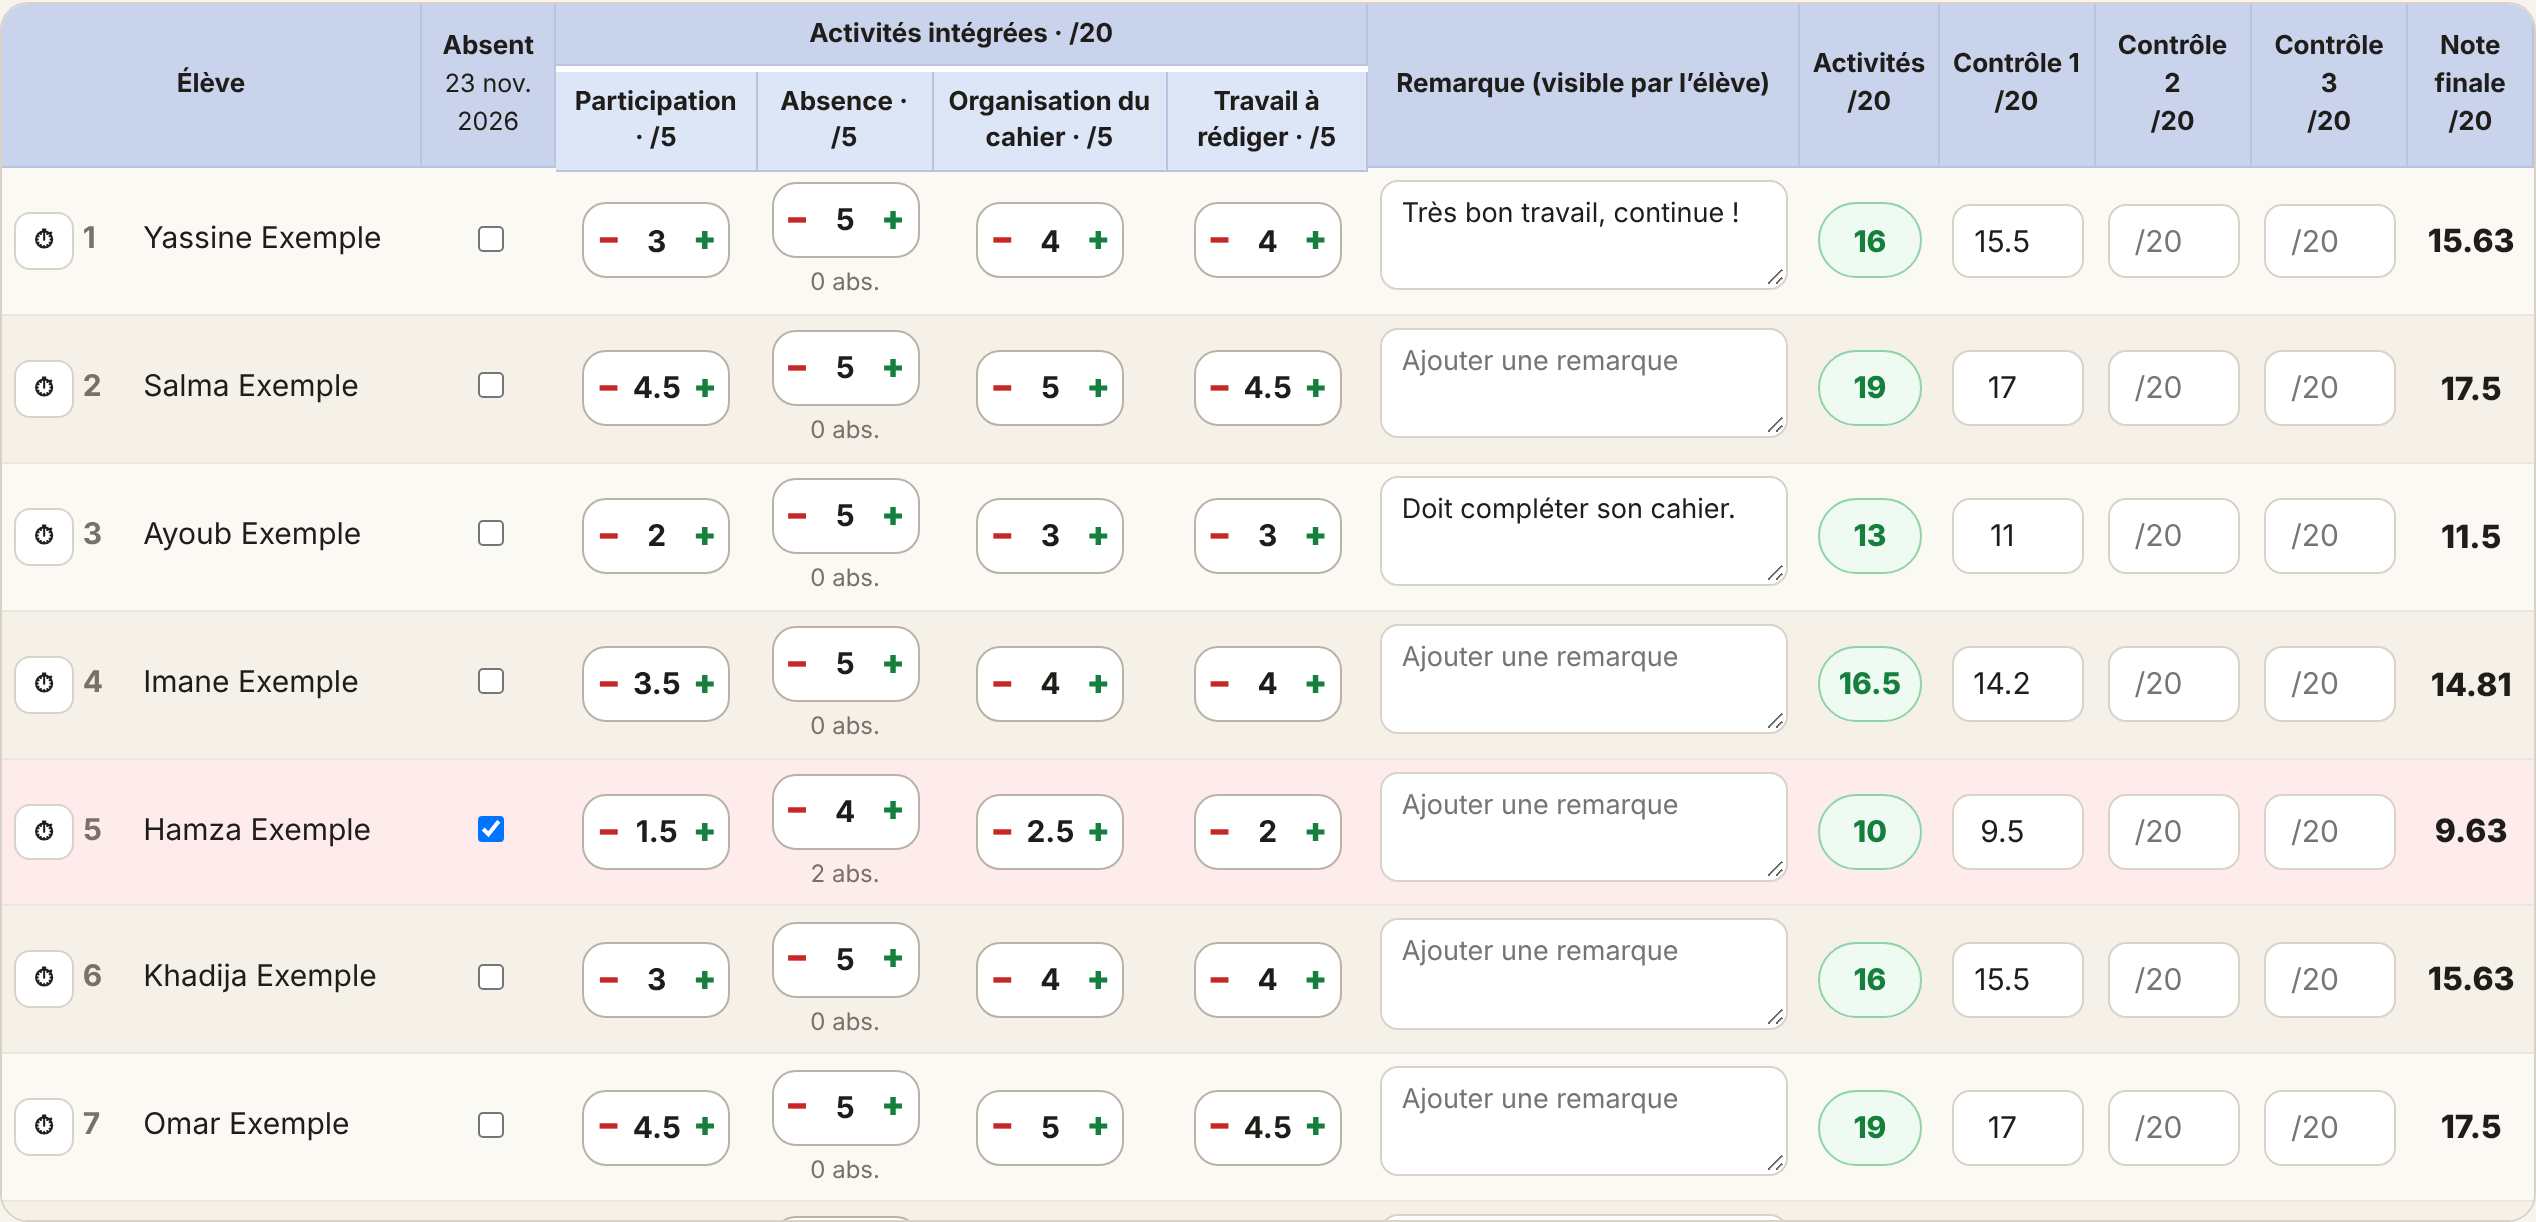 Élève
Absent
23 nov.
2026
Activités intégrées · /20
Participation
· /5
Absence ·
/5
Organisation du
cahier · /5
Travail à
rédiger · /5
Remarque (visible par l’élève)
Activités
/20
Contrôle 1
/20
Contrôle
2
/20
Contrôle
3
/20
Note
finale
/20
1 Yassine Exemple − 3 + − 5 + − 4 + − 4 + Très bon travail, continue ! 16 15.5 /20 /20 15.63
0 abs.
2 Salma Exemple − 4.5 + − 5 + − 5 + − 4.5 + Ajouter une remarque 19 17 /20 /20 17.5
0 abs.
3 Ayoub Exemple − 2 + − 5 + − 3 + − 3 + Doit compléter son cahier. 13 11 /20 /20 11.5
0 abs.
4 Imane Exemple − 3.5 + − 5 + − 4 + − 4 + Ajouter une remarque 16.5 14.2 /20 /20 14.81
0 abs.
5 Hamza Exemple − 1.5 + − 4 + − 2.5 + − 2 + Ajouter une remarque 10 9.5 /20 /20 9.63
2 abs.
6 Khadija Exemple − 3 + − 5 + − 4 + − 4 + Ajouter une remarque 16 15.5 /20 /20 15.63
0 abs.
7 Omar Exemple − 4.5 + − 5 + − 5 + − 4.5 + Ajouter une remarque 19 17 /20 /20 17.5
0 abs.